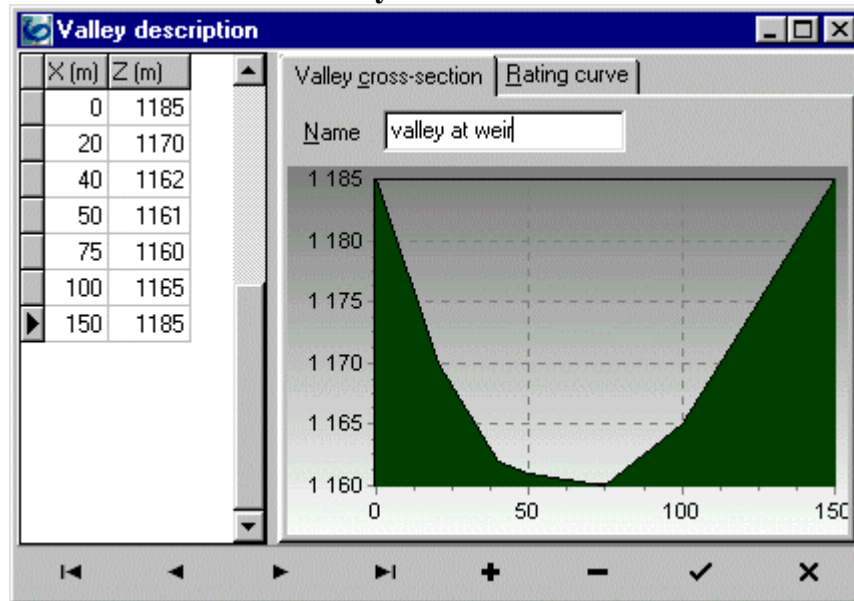 Valley description
X (m) Z (m)
0 1185
20 1170
40 1162
50 1161
75 1160
100 1165
150 1185
Valley cross-section Rating curve
Name valley at weir
1 185
1 180
1 175
1 170
1 165
1 160
0 50 100 150